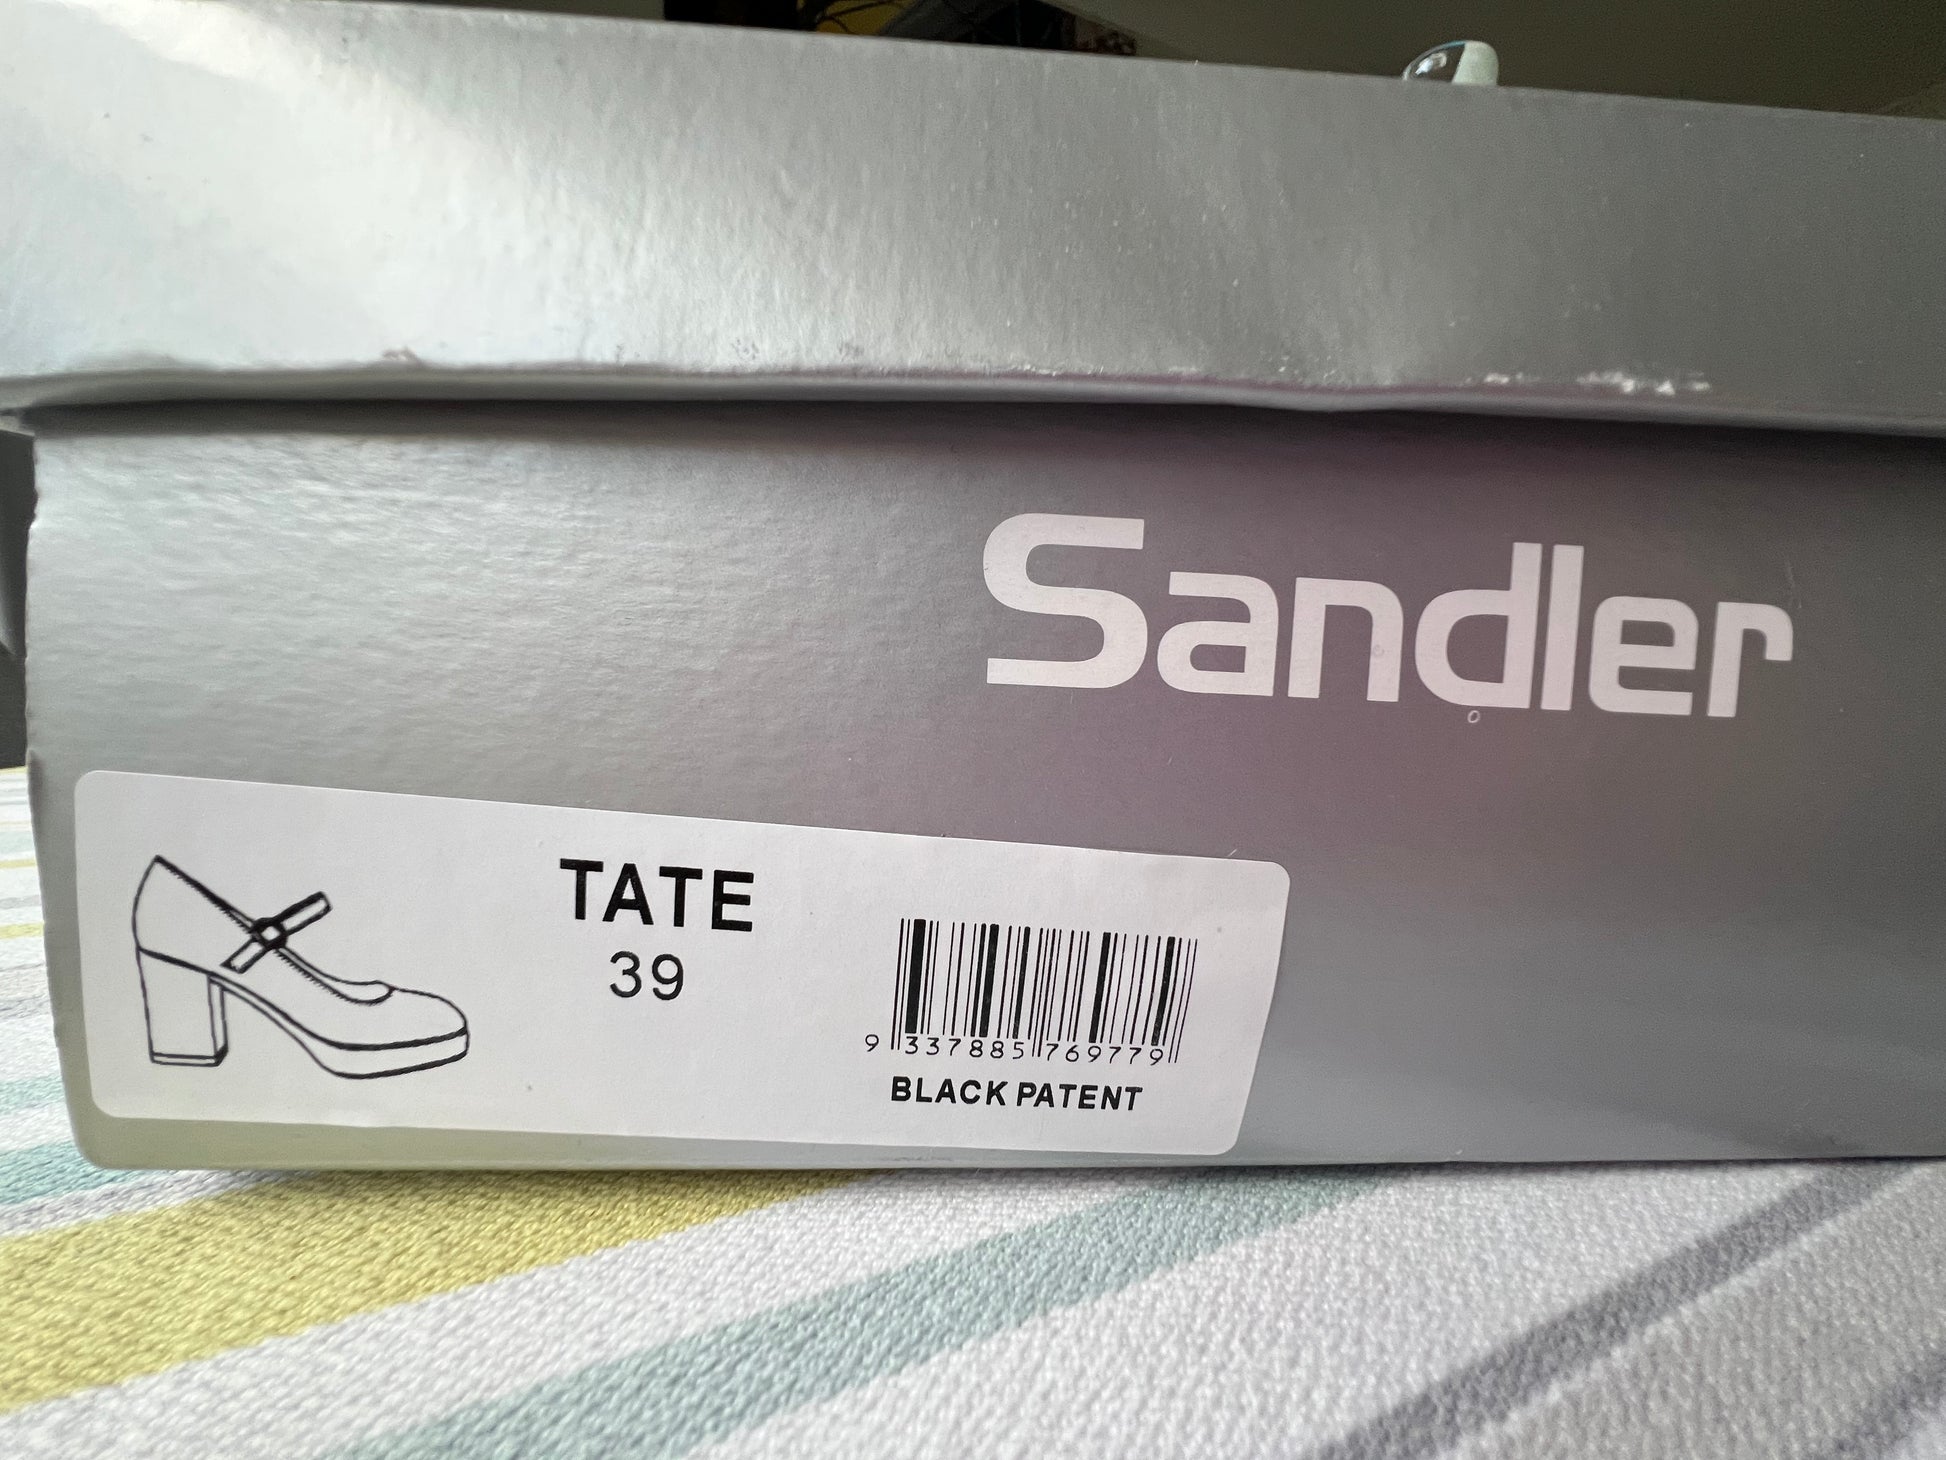 Sandler
TATE
39
9 337885 769779
BLACK PATENT